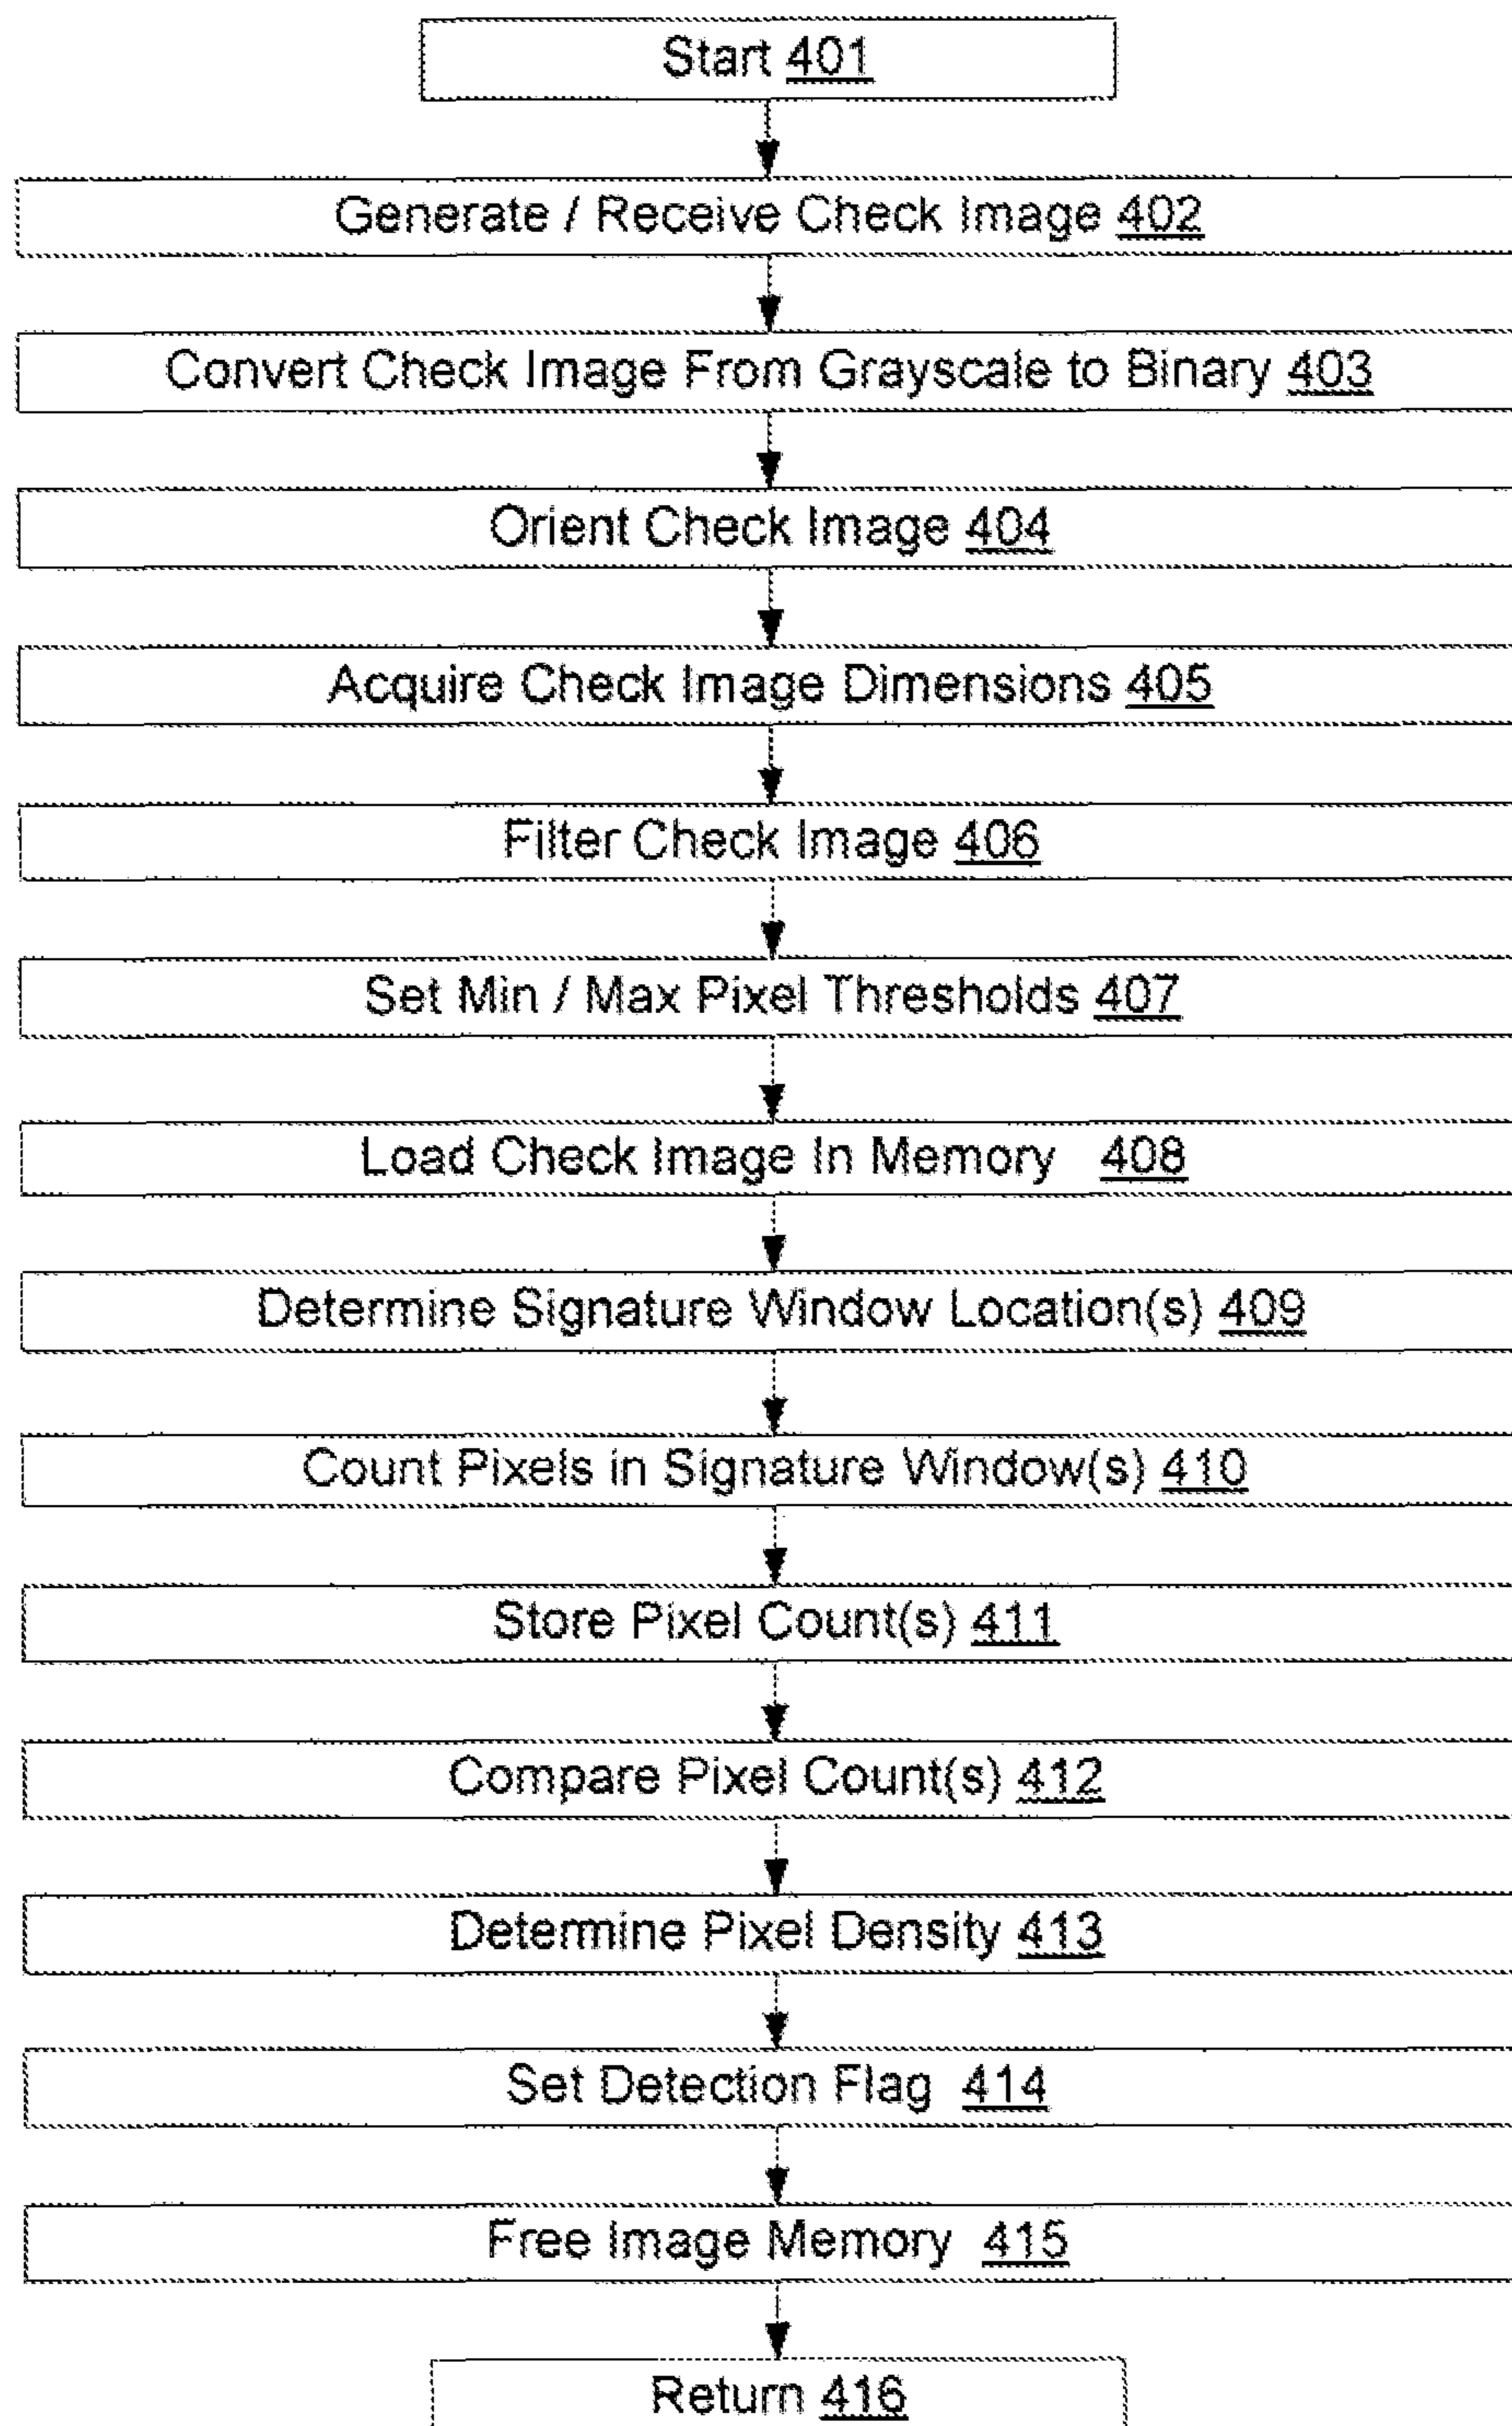 Start 401
Generate / Receive Check Image 402
Convert Check Image From Grayscale to Binary 403
Orient Check Image 404
Acquire Check Image Dimensions 405
Filter Check Image 406
Set Min / Max Pixel Thresholds 407
Load Check Image In Memory 408
Determine Signature Window Location(s) 409
Count Pixels in Signature Window(s) 410
Store Pixel Count(s) 411
Compare Pixel Count(s) 412
Determine Pixel Density 413
Set Detection Flag 414
Free Image Memory 415
Return 416